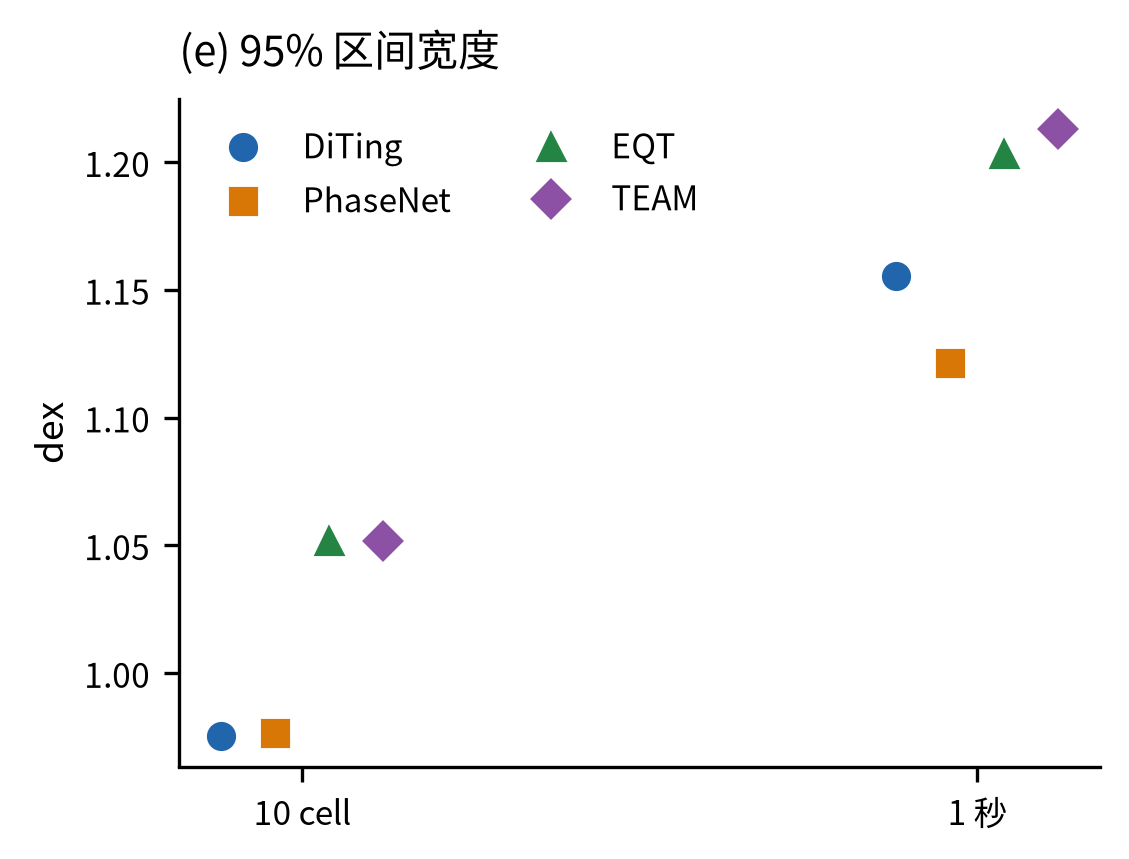 (e) 95% 区间宽度
DiTing
EQT
PhaseNet
TEAM
1.20
1.15
1.10
1.05
1.00
dex
10 cell
1 秒